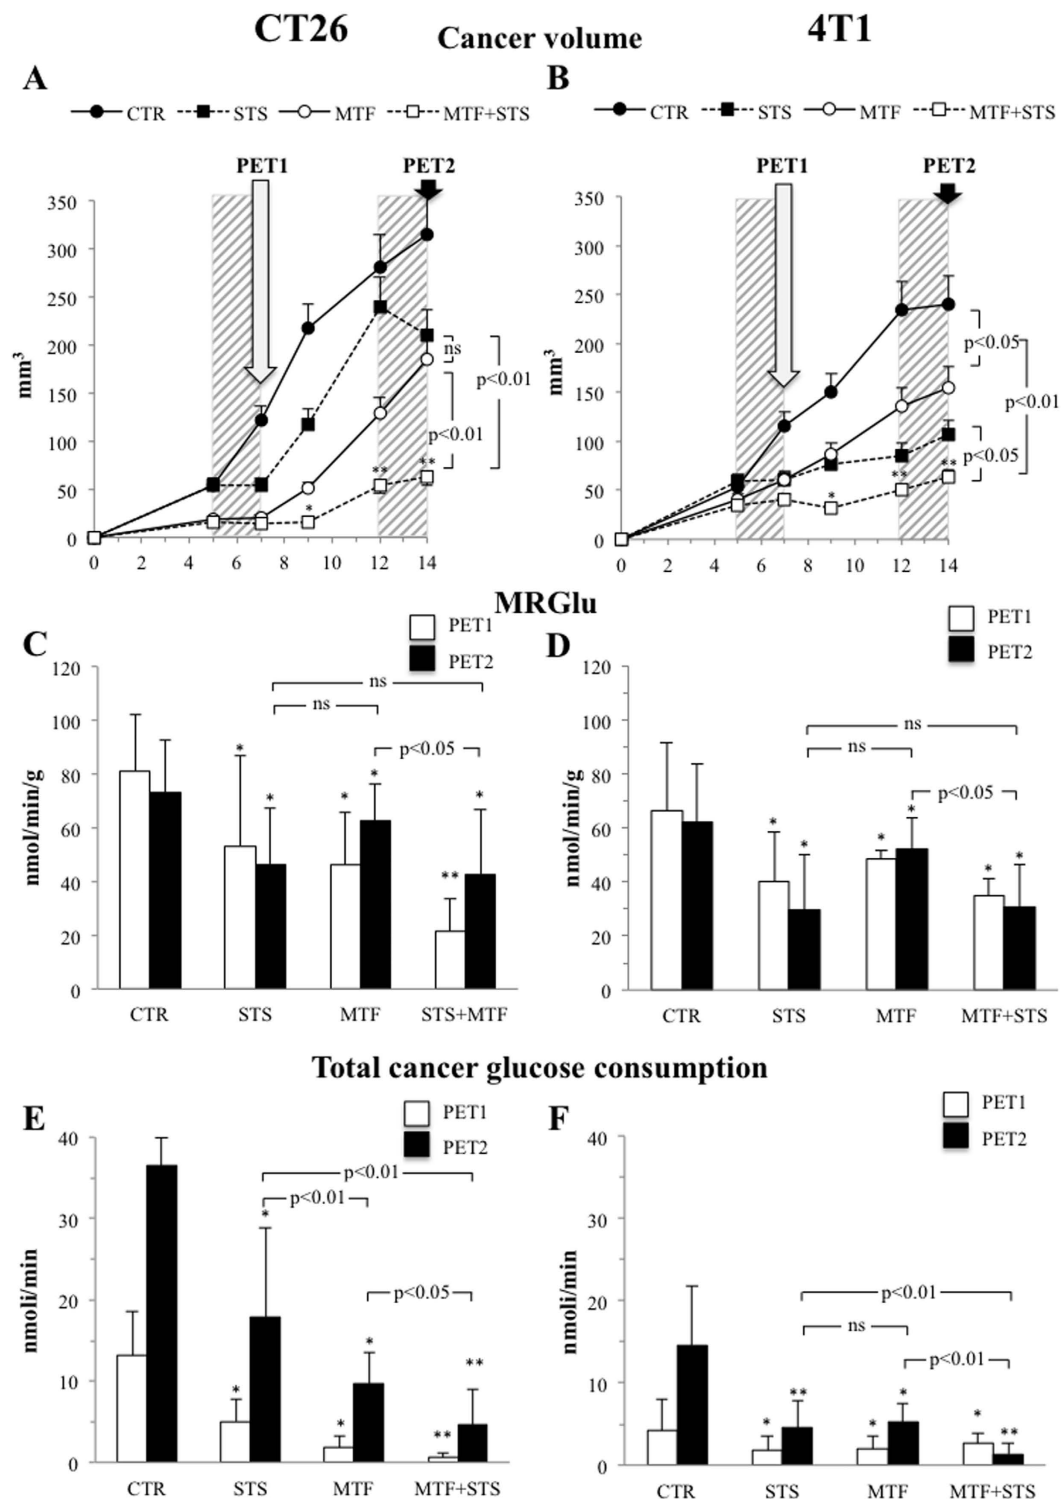 CT26 4T1
Cancer volume
A B
CTR STS MTF MTF+STS
CTR STS MTF MTF+STS
PET1 PET2
PET1 PET2
350
300
250
200
150
100
50
0
mm³
0 2 4 6 8 10 12 14
* ** **
ns
p<0.01
p<0.01
350
300
250
200
150
100
50
0
mm³
0 2 4 6 8 10 12 14
* ** **
p<0.05
p<0.01
p<0.05
MRGlu
C
PET1
PET2
120
100
80
60
40
20
0
nmol/min/g
ns
ns
p<0.05
* * * * ** *
CTR STS MTF STS+MTF
D
PET1
PET2
120
100
80
60
40
20
0
nmol/min/g
ns
ns
p<0.05
* * * * * *
CTR STS MTF MTF+STS
Total cancer glucose consumption
E
PET1
PET2
40
30
20
10
0
nmoli/min
p<0.01
p<0.01
p<0.05
* * * * ** **
CTR STS MTF MTF+STS
F
PET1
PET2
40
30
20
10
0
nmoli/min
p<0.01
ns
p<0.01
* ** * * * **
CTR STS MTF MTF+STS